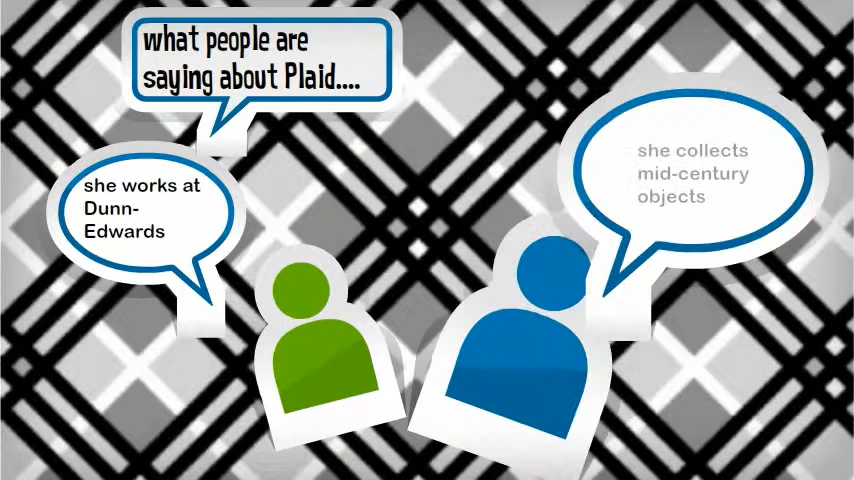 what people are
saying about Plaid....
she works at
Dunn-
Edwards
she collects
mid-century
objects